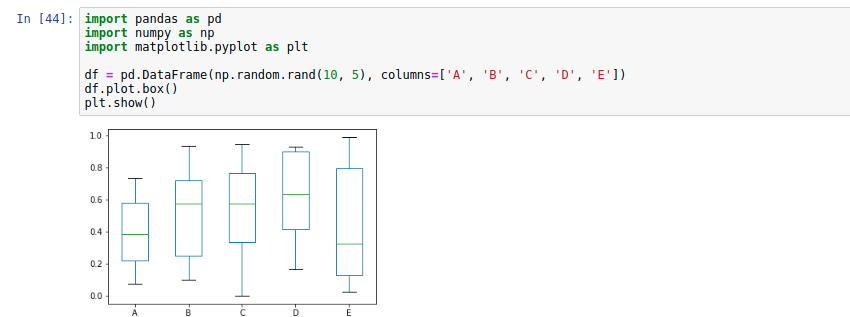 In [44]:
import pandas as pd
import numpy as np
import matplotlib.pyplot as plt
df = pd.DataFrame(np.random.rand(10, 5), columns=['A', 'B', 'C', 'D', 'E'])
df.plot.box()
plt.show()
1.0
0.8
0.6
0.4
0.2
0.0
A B C D E